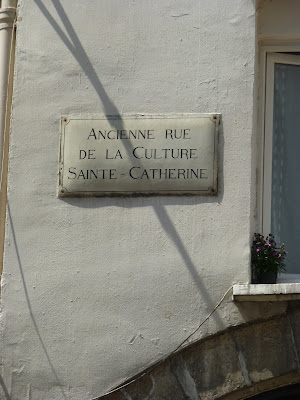 ANCIENNE RUE
DE LA CULTURE
SAINTE-CATHERINE